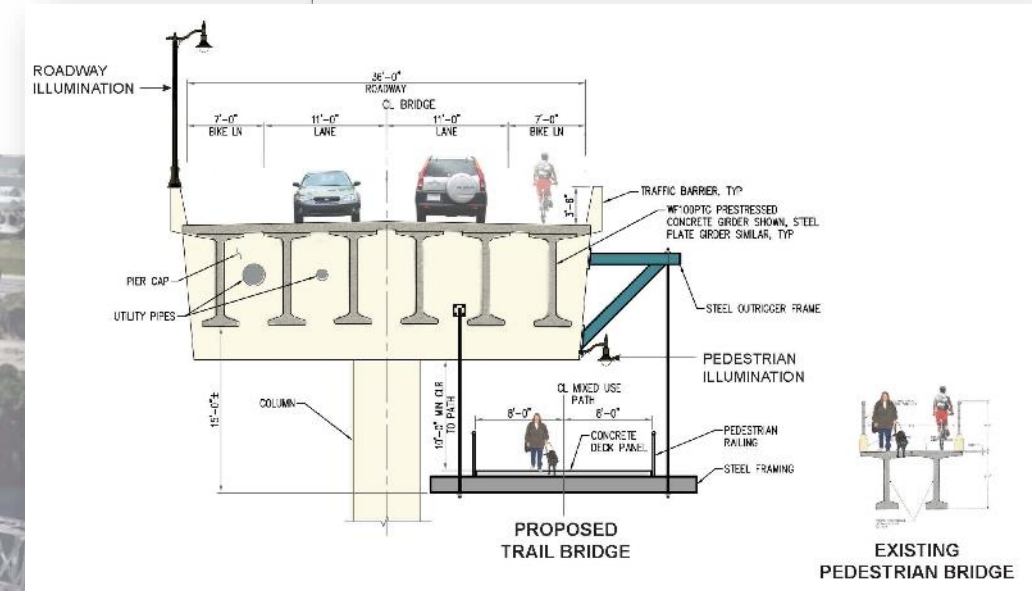 ROADWAY
ILLUMINATION
36'-0"
ROADWAY
CL BRIDGE
7'-0"
BIKE LN
11'-0"
LANE
11'-0"
LANE
7'-0"
BIKE LN
3'-6"
TRAFFIC BARRIER, TYP
WF100PTG PRESTRESSED
CONCRETE GIRDER SHOWN, STEEL
PLATE GIRDER SIMILAR, TYP
PIER CAP
UTILITY PIPES
STEEL OUTRIGGER FRAME
PEDESTRIAN
ILLUMINATION
15'-0"±
COLUMN
10'-0" MIN CLR
TO PATH
CL MIXED USE
PATH
8'-0"
8'-0"
CONCRETE
DECK PANEL
PEDESTRIAN
RAILING
STEEL FRAMING
PROPOSED
TRAIL BRIDGE
EXISTING
PEDESTRIAN BRIDGE